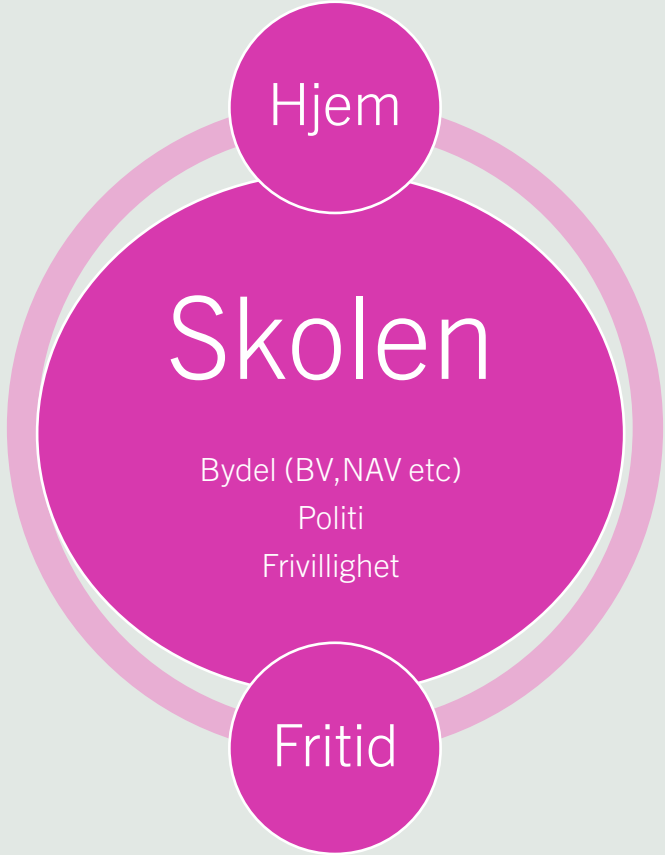 Hjem
Skolen
Bydel (BV,NAV etc)
Politi
Frivillighet
Fritid